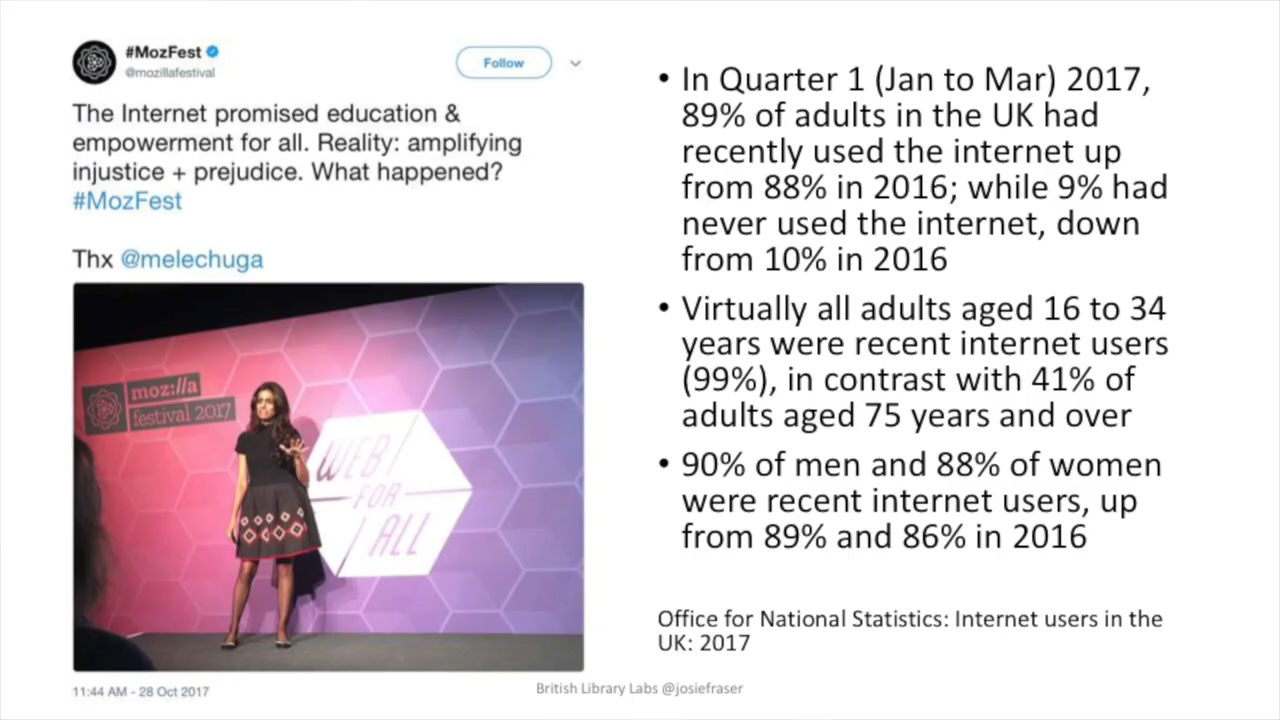 #MozFest
@mozillafestival
Follow
The Internet promised education &
empowerment for all. Reality: amplifying
injustice + prejudice. What happened?
#MozFest
Thx @melechuga
moz://a
festival 2017
WEB
FOR
ALL
11:44 AM - 28 Oct 2017
• In Quarter 1 (Jan to Mar) 2017,
89% of adults in the UK had
recently used the internet up
from 88% in 2016; while 9% had
never used the internet, down
from 10% in 2016
• Virtually all adults aged 16 to 34
years were recent internet users
(99%), in contrast with 41% of
adults aged 75 years and over
• 90% of men and 88% of women
were recent internet users, up
from 89% and 86% in 2016
Office for National Statistics: Internet users in the
UK: 2017
British Library Labs @josiefraser